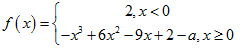 f(x)={
2, x<0
-x³+6x²-9x+2-a, x≥0